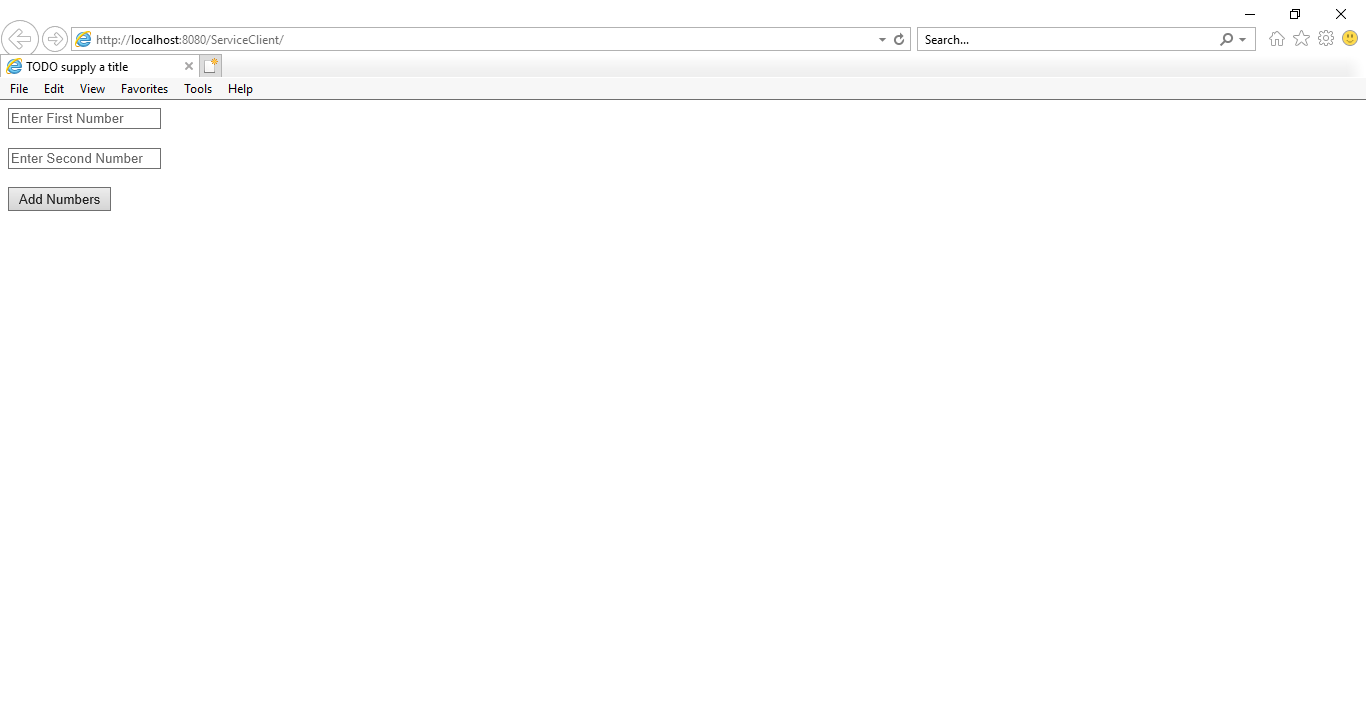 http://localhost:8080/ServiceClient/
Search...
TODO supply a title
File Edit View Favorites Tools Help
Enter First Number
Enter Second Number
Add Numbers